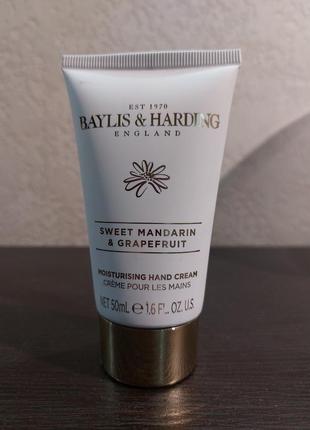 EST 1970
BAYLIS & HARDING
ENGLAND
SWEET MANDARIN
& GRAPEFRUIT
MOISTURISING HAND CREAM
CRÈME POUR LES MAINS
NET 50mL ℮ 1.6 FL. OZ. U.S.